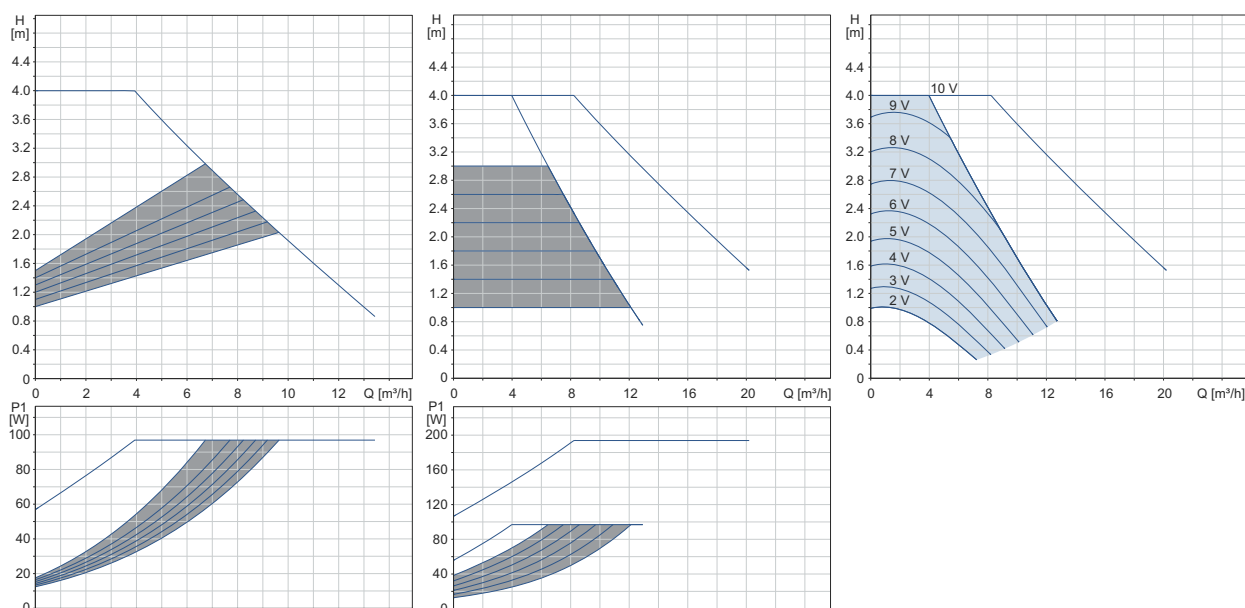 H
[m]
4.4
4.0
3.6
3.2
2.8
2.4
2.0
1.6
1.2
0.8
0.4
0 2 4 6 8 10 12 Q [m³/h]
P1
[W]
100
80
60
40
20
0
H
[m]
4.4
4.0
3.6
3.2
2.8
2.4
2.0
1.6
1.2
0.8
0.4
0 4 8 12 16 20 Q [m³/h]
P1
[W]
200
160
120
80
40
0
H
[m]
4.4
4.0
3.6
3.2
2.8
2.4
2.0
1.6
1.2
0.8
0.4
10 V
9 V
8 V
7 V
6 V
5 V
4 V
3 V
2 V
0 4 8 12 16 20 Q [m³/h]